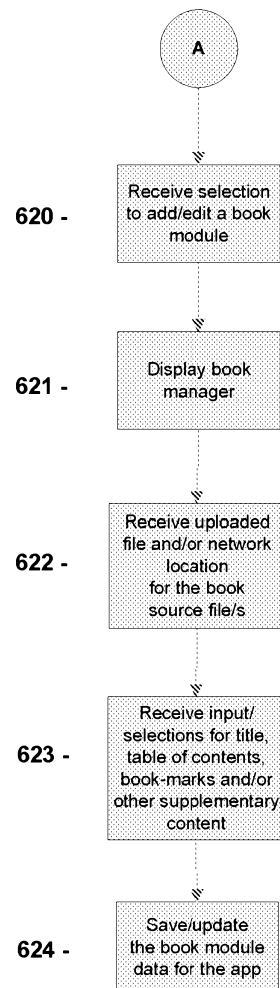 A
620 -
Receive selection
to add/edit a book
module
621 -
Display book
manager
622 -
Receive uploaded
file and/or network
location
for the book
source file/s
623 -
Receive input/
selections for title,
table of contents,
book-marks and/or
other supplementary
content
624 -
Save/update
the book module
data for the app